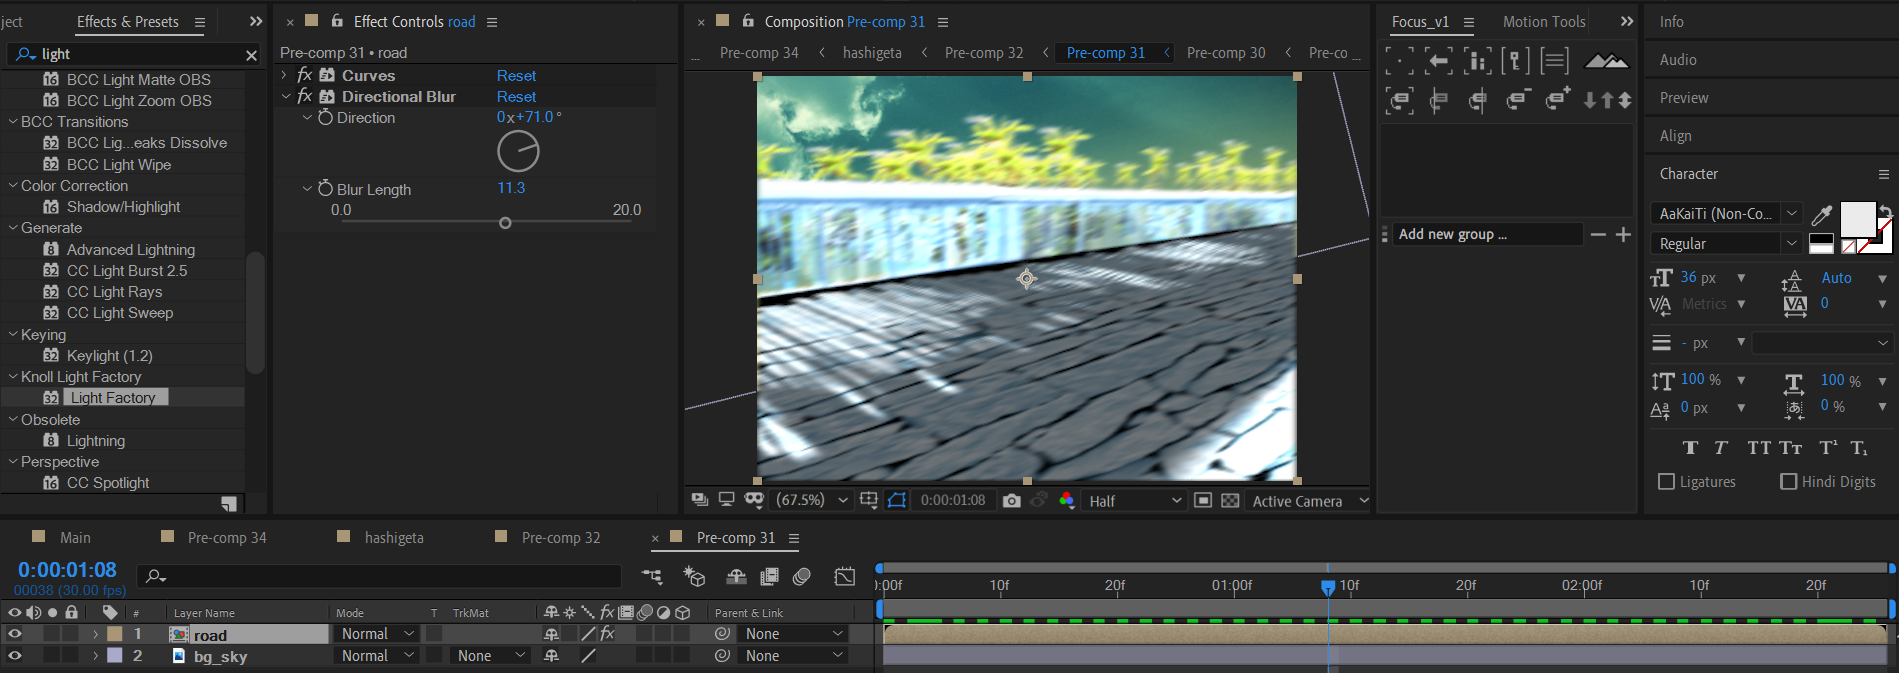 ject
Effects & Presets
light
BCC Light Matte OBS
BCC Light Zoom OBS
BCC Transitions
BCC Lig...eaks Dissolve
BCC Light Wipe
Color Correction
Shadow/Highlight
Generate
Advanced Lightning
CC Light Burst 2.5
CC Light Rays
CC Light Sweep
Keying
Keylight (1.2)
Knoll Light Factory
Light Factory
Obsolete
Lightning
Perspective
CC Spotlight
Effect Controls road
Pre-comp 31 • road
fx Curves Reset
fx Directional Blur Reset
Direction 0x+71.0°
Blur Length 11.3
0.0 20.0
Composition Pre-comp 31
... Pre-comp 34 hashigeta Pre-comp 32 Pre-comp 31 Pre-comp 30 Pre-co ...
(67.5%) 0:00:01:08 Half Active Camera
Focus_v1 Motion Tools
Add new group ...
Info
Audio
Preview
Align
Character
AaKaiTi (Non-Co...
Regular
36 px Auto
Metrics 0
- px
100 % 100 %
0 px 0 %
T T TT Tt T¹ T₁
Ligatures Hindi Digits
Main Pre-comp 34 hashigeta Pre-comp 32 Pre-comp 31
0:00:01:08
00038 (30.00 fps)
# Layer Name Mode T TrkMat fx Parent & Link
1 road Normal fx None
2 bg_sky Normal None None
:00f 10f 20f 01:00f 10f 20f 02:00f 10f 20f